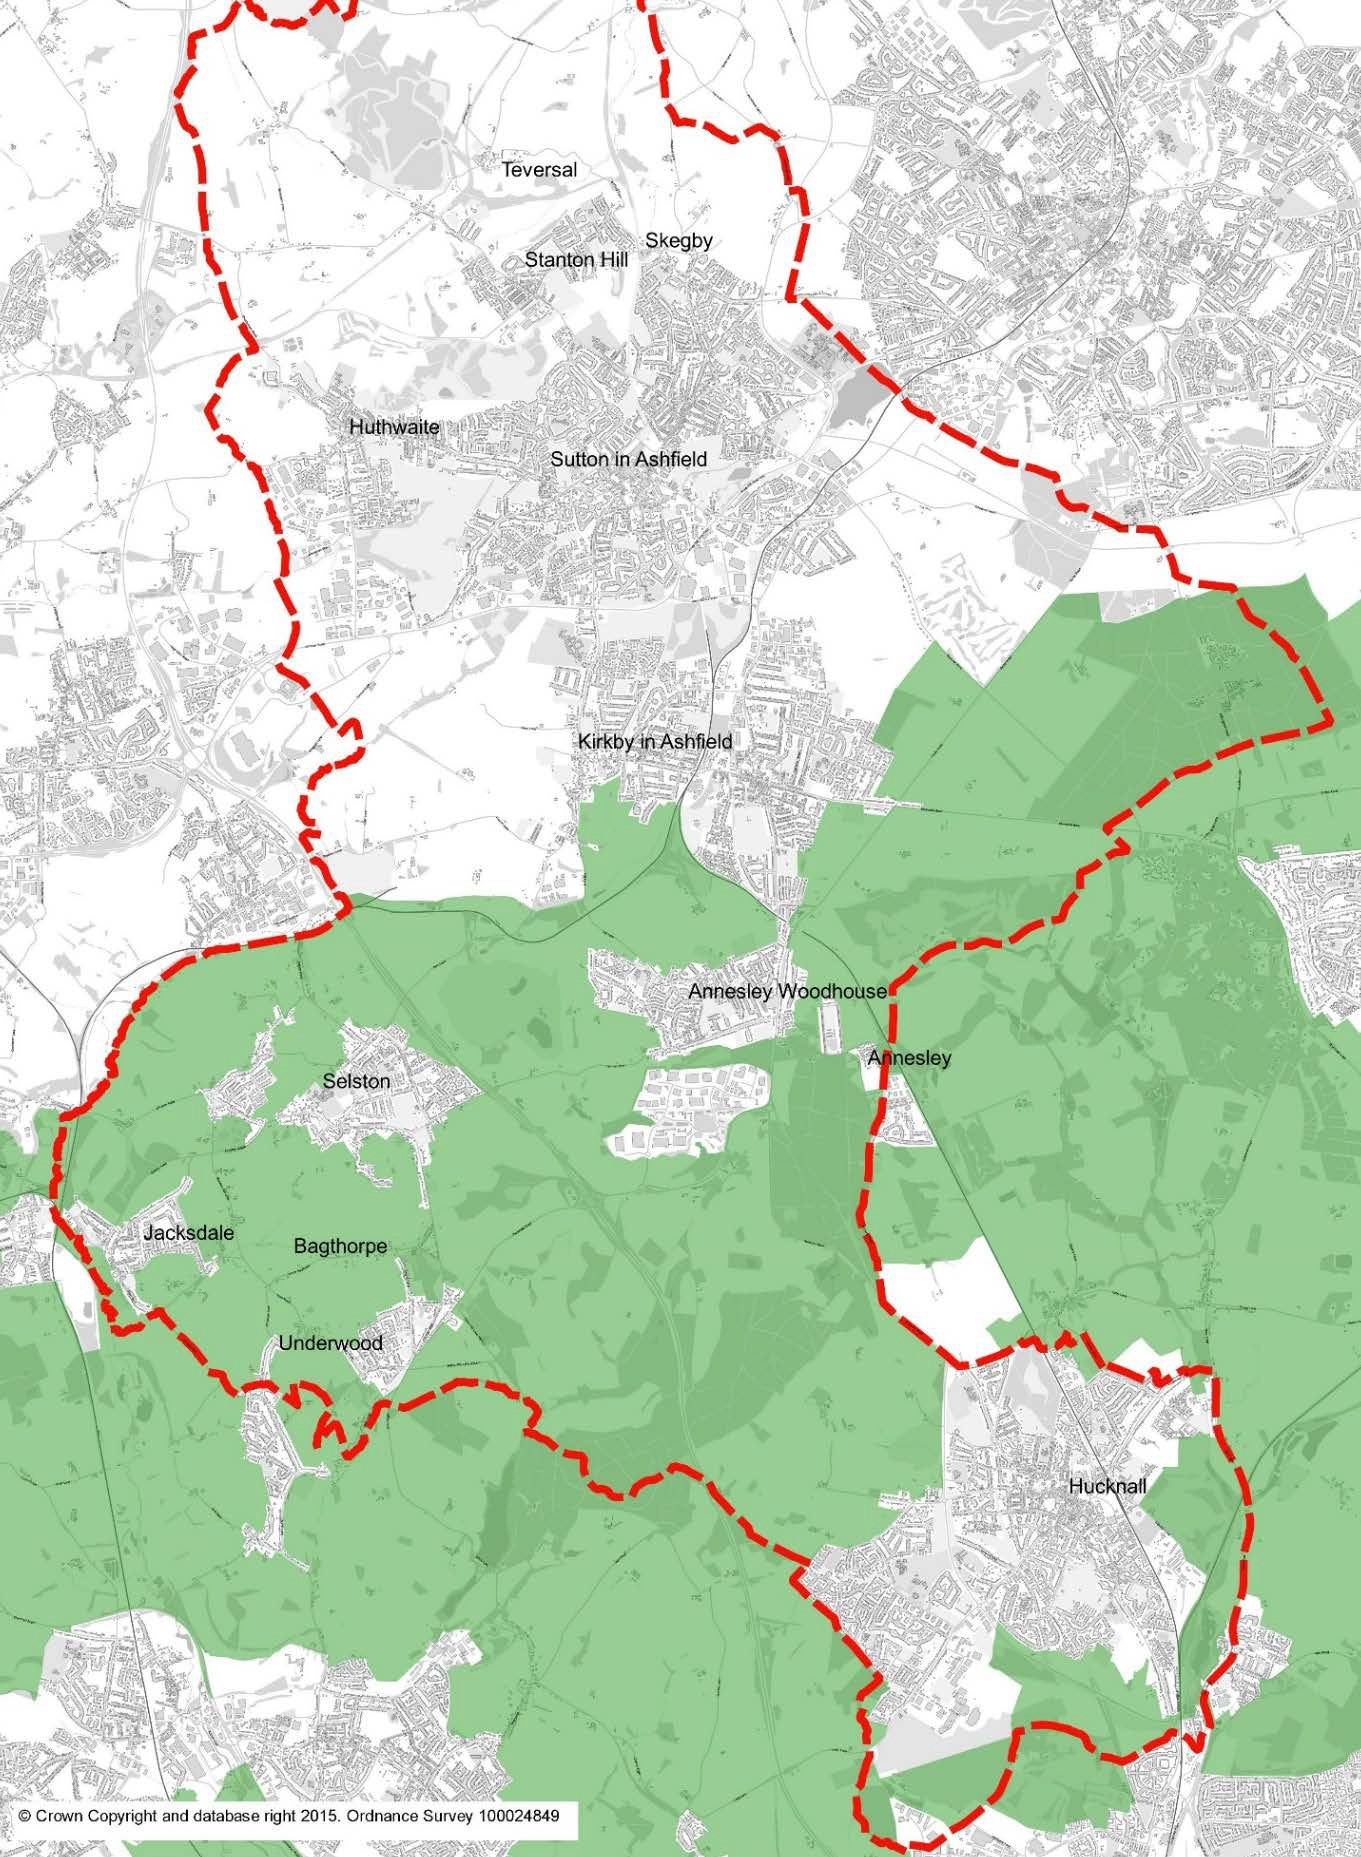 Teversal
Skegby
Stanton Hill
Huthwaite
Sutton in Ashfield
Kirkby in Ashfield
Annesley Woodhouse
Annesley
Selston
Jacksdale
Bagthorpe
Underwood
Hucknall
© Crown Copyright and database right 2015. Ordnance Survey 100024849